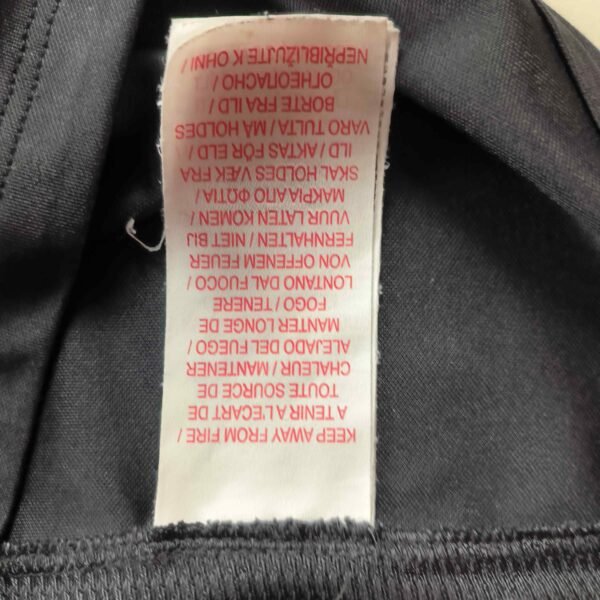 KEEP AWAY FROM FIRE /
A TENIR A L'ECART DE
TOUTE SOURCE DE
CHALEUR / MANTENER
ALEJADO DEL FUEGO /
MANTER LONGE DE
FOGO / TENERE
LONTANO DAL FUOCO /
VON OFFENEM FEUER
FERNHALTEN / NIET BIJ
VUUR LATEN KOMEN /
ΜΑΚΡΙΑ ΑΠΟ ΦΩΤΙΑ /
SKAL HOLDES VÆK FRA
ILD / AKTAS FÖR ELD /
VARO TULTA / MÅ HOLDES
BORTE FRA ILD /
ОГНЕОПАСНО /
NEPŘIBLIŽUJTE K OHNI /